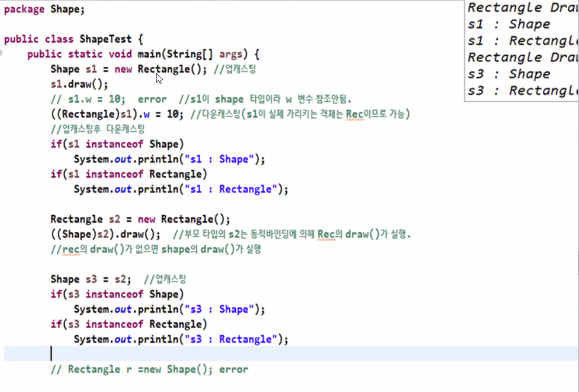 package Shape;
public class ShapeTest {
public static void main(String[] args) {
Shape s1 = new Rectangle(); //업캐스팅
s1.draw();
// s1.w = 10;  error  //s1이 shape 타입이라 w 변수 참조안됨.
((Rectangle)s1).w = 10; //다운캐스팅(s1이 실제 가리키는 객체는 Rec이므로 가능)
//업캐스팅후 다운캐스팅
if(s1 instanceof Shape)
System.out.println("s1 : Shape");
if(s1 instanceof Rectangle)
System.out.println("s1 : Rectangle");
Rectangle s2 = new Rectangle();
((Shape)s2).draw();  //부모 타입의 s2는 동적바인딩에 의해 Rec의 draw()가 실행.
//rec의 draw()가 없으면 shape의 draw()가 실행
Shape s3 = s2;  //업캐스팅
if(s3 instanceof Shape)
System.out.println("s3 : Shape");
if(s3 instanceof Rectangle)
System.out.println("s3 : Rectangle");
// Rectangle r =new Shape(); error
Rectangle Draw
s1 : Shape
s1 : Rectangl
Rectangle Draw
s3 : Shape
s3 : Rectangl